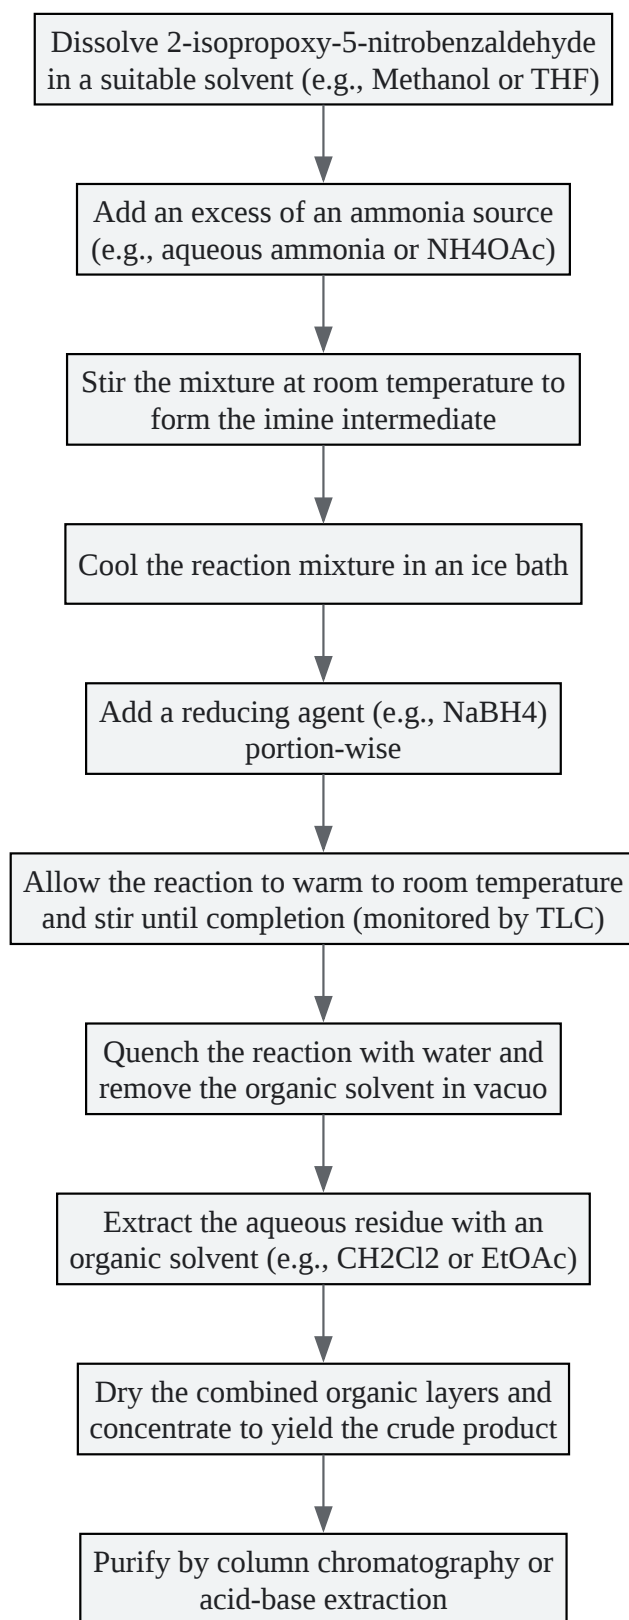 Dissolve 2-isopropoxy-5-nitrobenzaldehyde
in a suitable solvent (e.g., Methanol or THF)
Add an excess of an ammonia source
(e.g., aqueous ammonia or NH4OAc)
Stir the mixture at room temperature to
form the imine intermediate
Cool the reaction mixture in an ice bath
Add a reducing agent (e.g., NaBH4)
portion-wise
Allow the reaction to warm to room temperature
and stir until completion (monitored by TLC)
Quench the reaction with water and
remove the organic solvent in vacuo
Extract the aqueous residue with an
organic solvent (e.g., CH2Cl2 or EtOAc)
Dry the combined organic layers and
concentrate to yield the crude product
Purify by column chromatography or
acid-base extraction